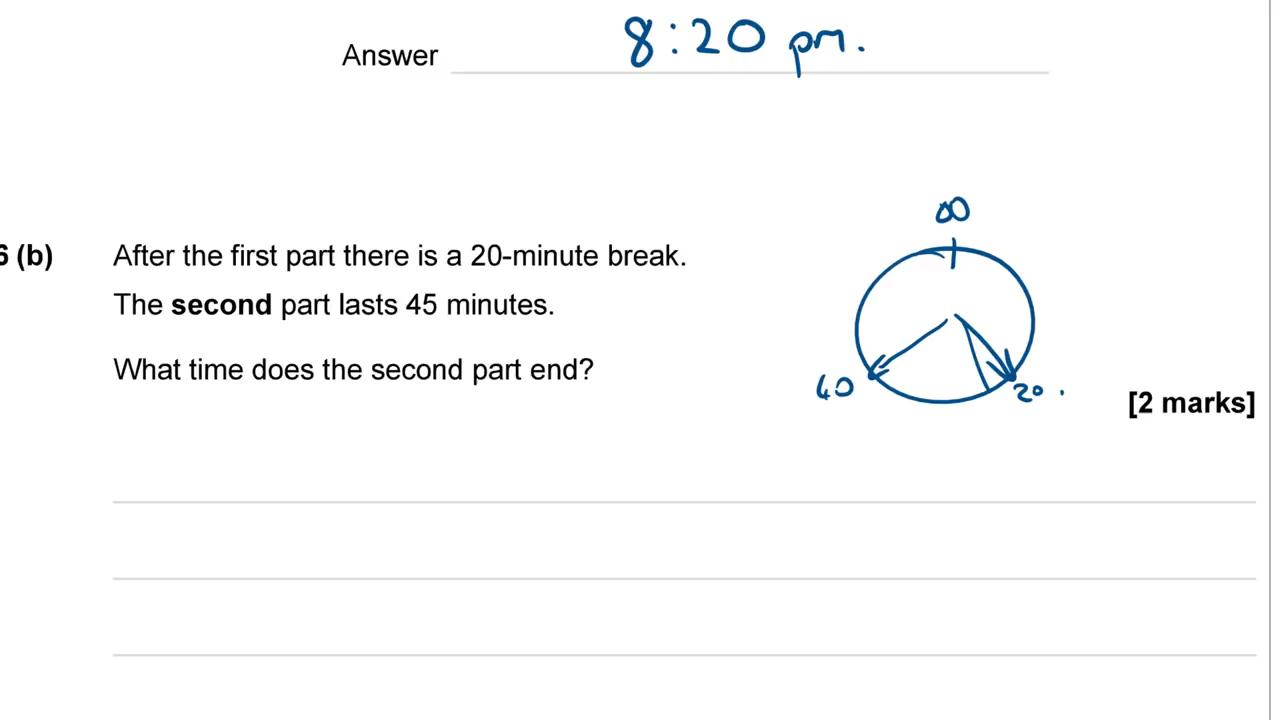 Answer 8:20 pm.
00
6 (b) After the first part there is a 20-minute break.
The second part lasts 45 minutes.
What time does the second part end?
40 20.
[2 marks]